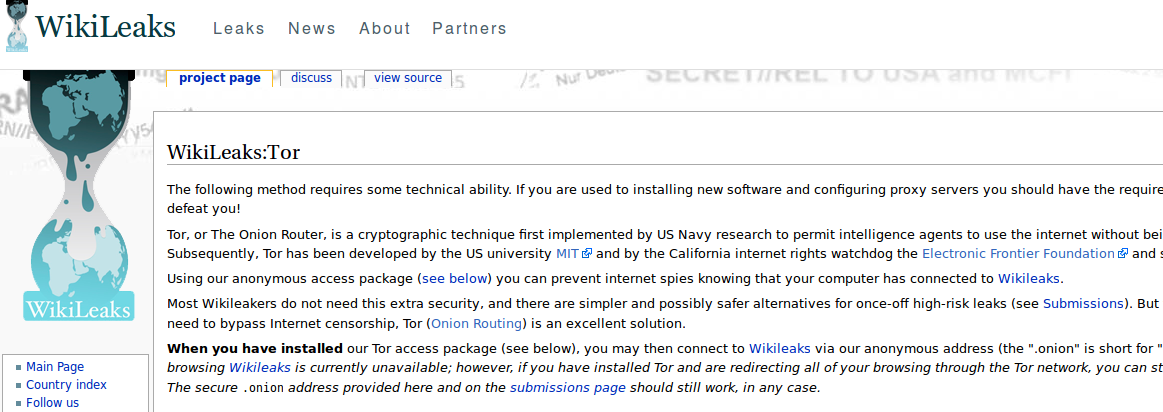 WikiLeaks
Leaks News About Partners
project page discuss view source
SECRET//REL TO USA and MCFI
WikiLeaks:Tor
The following method requires some technical ability. If you are used to installing new software and configuring proxy servers you should have the require
defeat you!
Tor, or The Onion Router, is a cryptographic technique first implemented by US Navy research to permit intelligence agents to use the internet without bei
Subsequently, Tor has been developed by the US university MIT and by the California internet rights watchdog the Electronic Frontier Foundation and s
Using our anonymous access package (see below) you can prevent internet spies knowing that your computer has connected to Wikileaks.
Most Wikileakers do not need this extra security, and there are simpler and possibly safer alternatives for once-off high-risk leaks (see Submissions). But
need to bypass Internet censorship, Tor (Onion Routing) is an excellent solution.
When you have installed our Tor access package (see below), you may then connect to Wikileaks via our anonymous address (the ".onion" is short for "
browsing Wikileaks is currently unavailable; however, if you have installed Tor and are redirecting all of your browsing through the Tor network, you can st
The secure .onion address provided here and on the submissions page should still work, in any case.
WikiLeaks
Main Page
Country index
Follow us